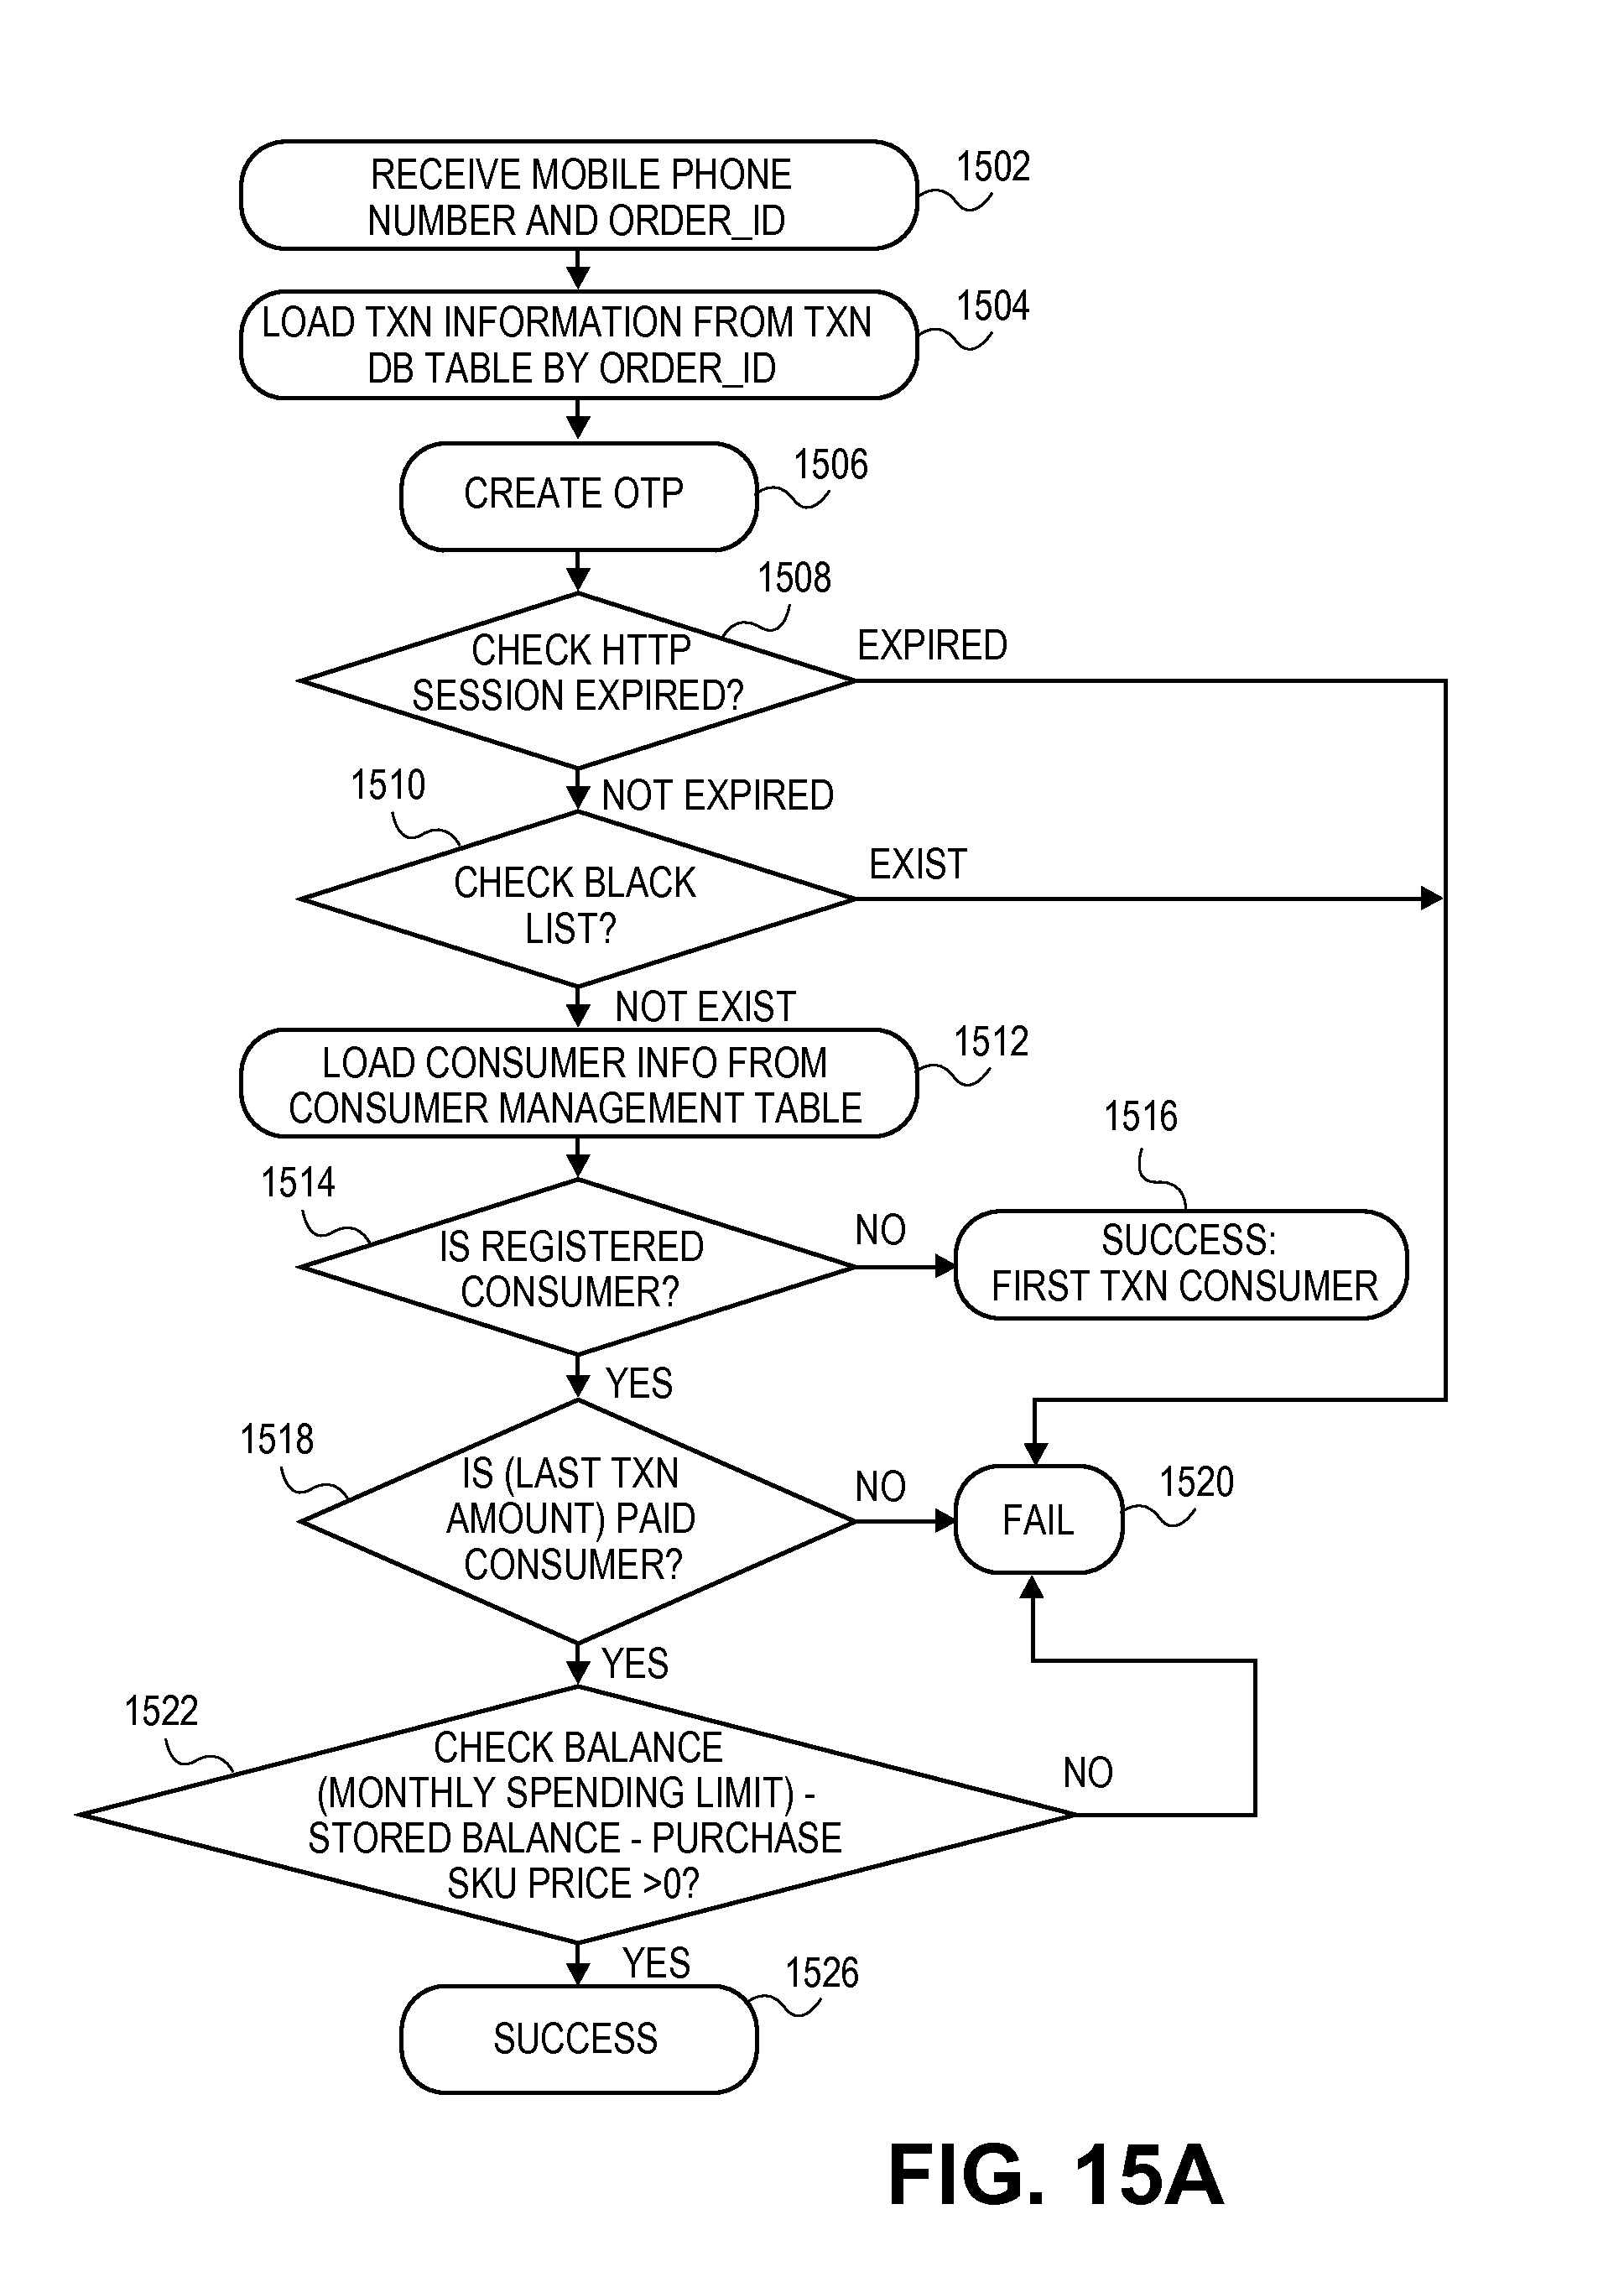 RECEIVE MOBILE PHONE
NUMBER AND ORDER_ID
1502
LOAD TXN INFORMATION FROM TXN
DB TABLE BY ORDER_ID
1504
CREATE OTP
1506
1508
CHECK HTTP
SESSION EXPIRED?
EXPIRED
NOT EXPIRED
1510
CHECK BLACK
LIST?
EXIST
NOT EXIST
LOAD CONSUMER INFO FROM
CONSUMER MANAGEMENT TABLE
1512
1514
IS REGISTERED
CONSUMER?
NO
1516
SUCCESS:
FIRST TXN CONSUMER
YES
1518
IS (LAST TXN
AMOUNT) PAID
CONSUMER?
NO
FAIL
1520
YES
1522
CHECK BALANCE
(MONTHLY SPENDING LIMIT) -
STORED BALANCE - PURCHASE
SKU PRICE >0?
NO
YES
SUCCESS
1526
FIG. 15A